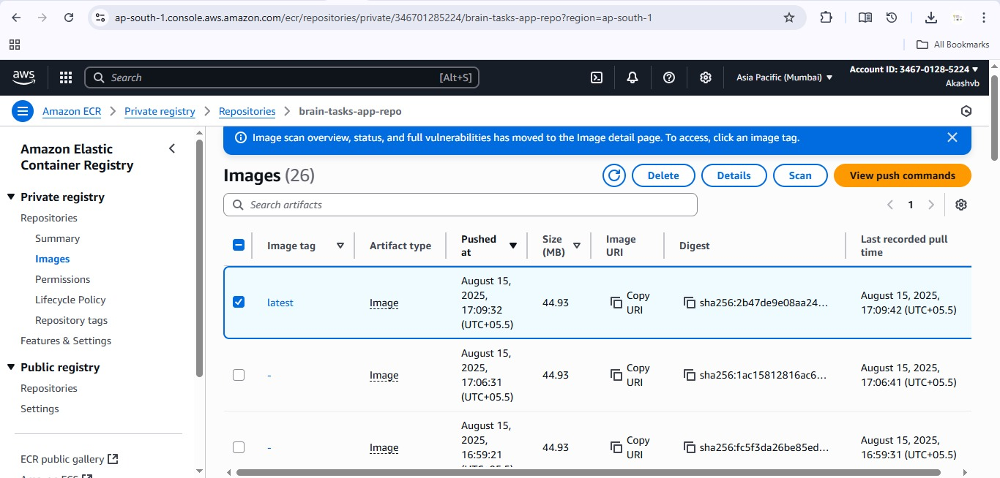 ap-south-1.console.aws.amazon.com/ecr/repositories/private/346701285224/brain-tasks-app-repo?region=ap-south-1
All Bookmarks
aws
Search [Alt+S]
Asia Pacific (Mumbai)
Account ID: 3467-0128-5224
Akashvb
Amazon ECR
Private registry
Repositories
brain-tasks-app-repo
Amazon Elastic
Container Registry
Private registry
Repositories
Summary
Images
Permissions
Lifecycle Policy
Repository tags
Features & Settings
Public registry
Repositories
Settings
ECR public gallery
Image scan overview, status, and full vulnerabilities has moved to the Image detail page. To access, click an image tag.
Images (26)
Delete
Details
Scan
View push commands
Search artifacts
1
Image tag
Artifact type
Pushed
at
Size
(MB)
Image
URI
Digest
Last recorded pull
time
latest
Image
August 15,
2025,
17:09:32
(UTC+05.5)
44.93
Copy
URI
sha256:2b47de9e08aa24...
August 15, 2025,
17:09:42 (UTC+05.5)
-
Image
August 15,
2025,
17:06:31
(UTC+05.5)
44.93
Copy
URI
sha256:1ac15812816ac6...
August 15, 2025,
17:06:41 (UTC+05.5)
-
Image
August 15,
2025,
16:59:21
44.93
Copy
URI
sha256:fc5f3da26be85ed...
August 15, 2025,
16:59:31 (UTC+05.5)